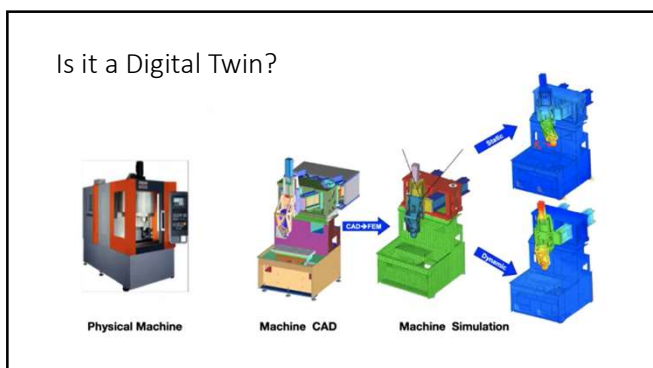 Is it a Digital Twin?
Static
CAD→FEM
Dynamic
Physical Machine
Machine CAD
Machine Simulation